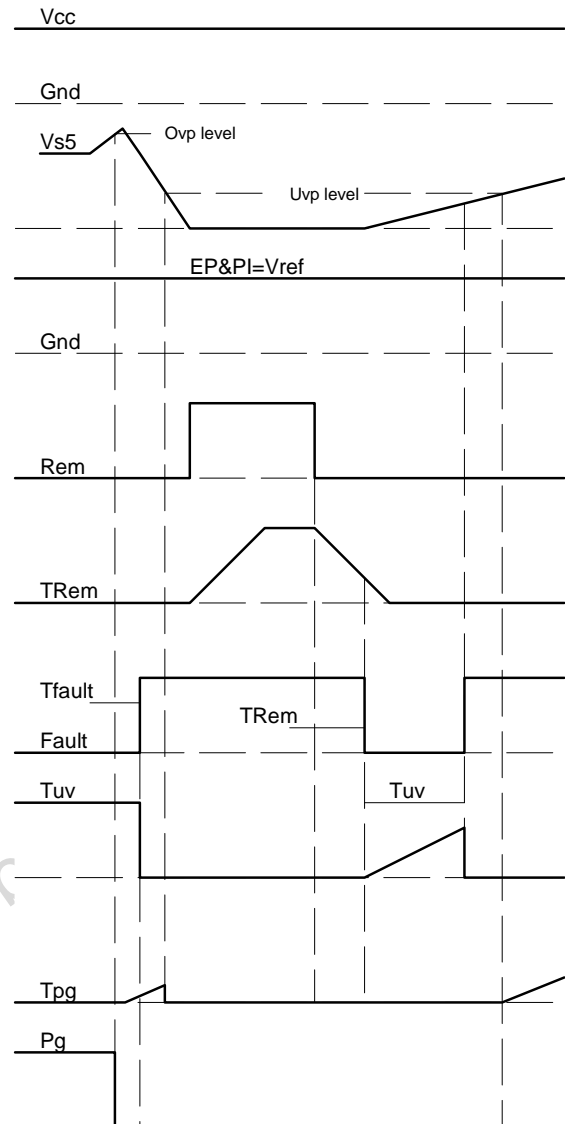 Vcc
Gnd
Ovp level
Vs5
Uvp level
EP&PI=Vref
Gnd
Rem
TRem
Tfault
TRem
Fault
Tuv
Tuv
Tpg
Pg